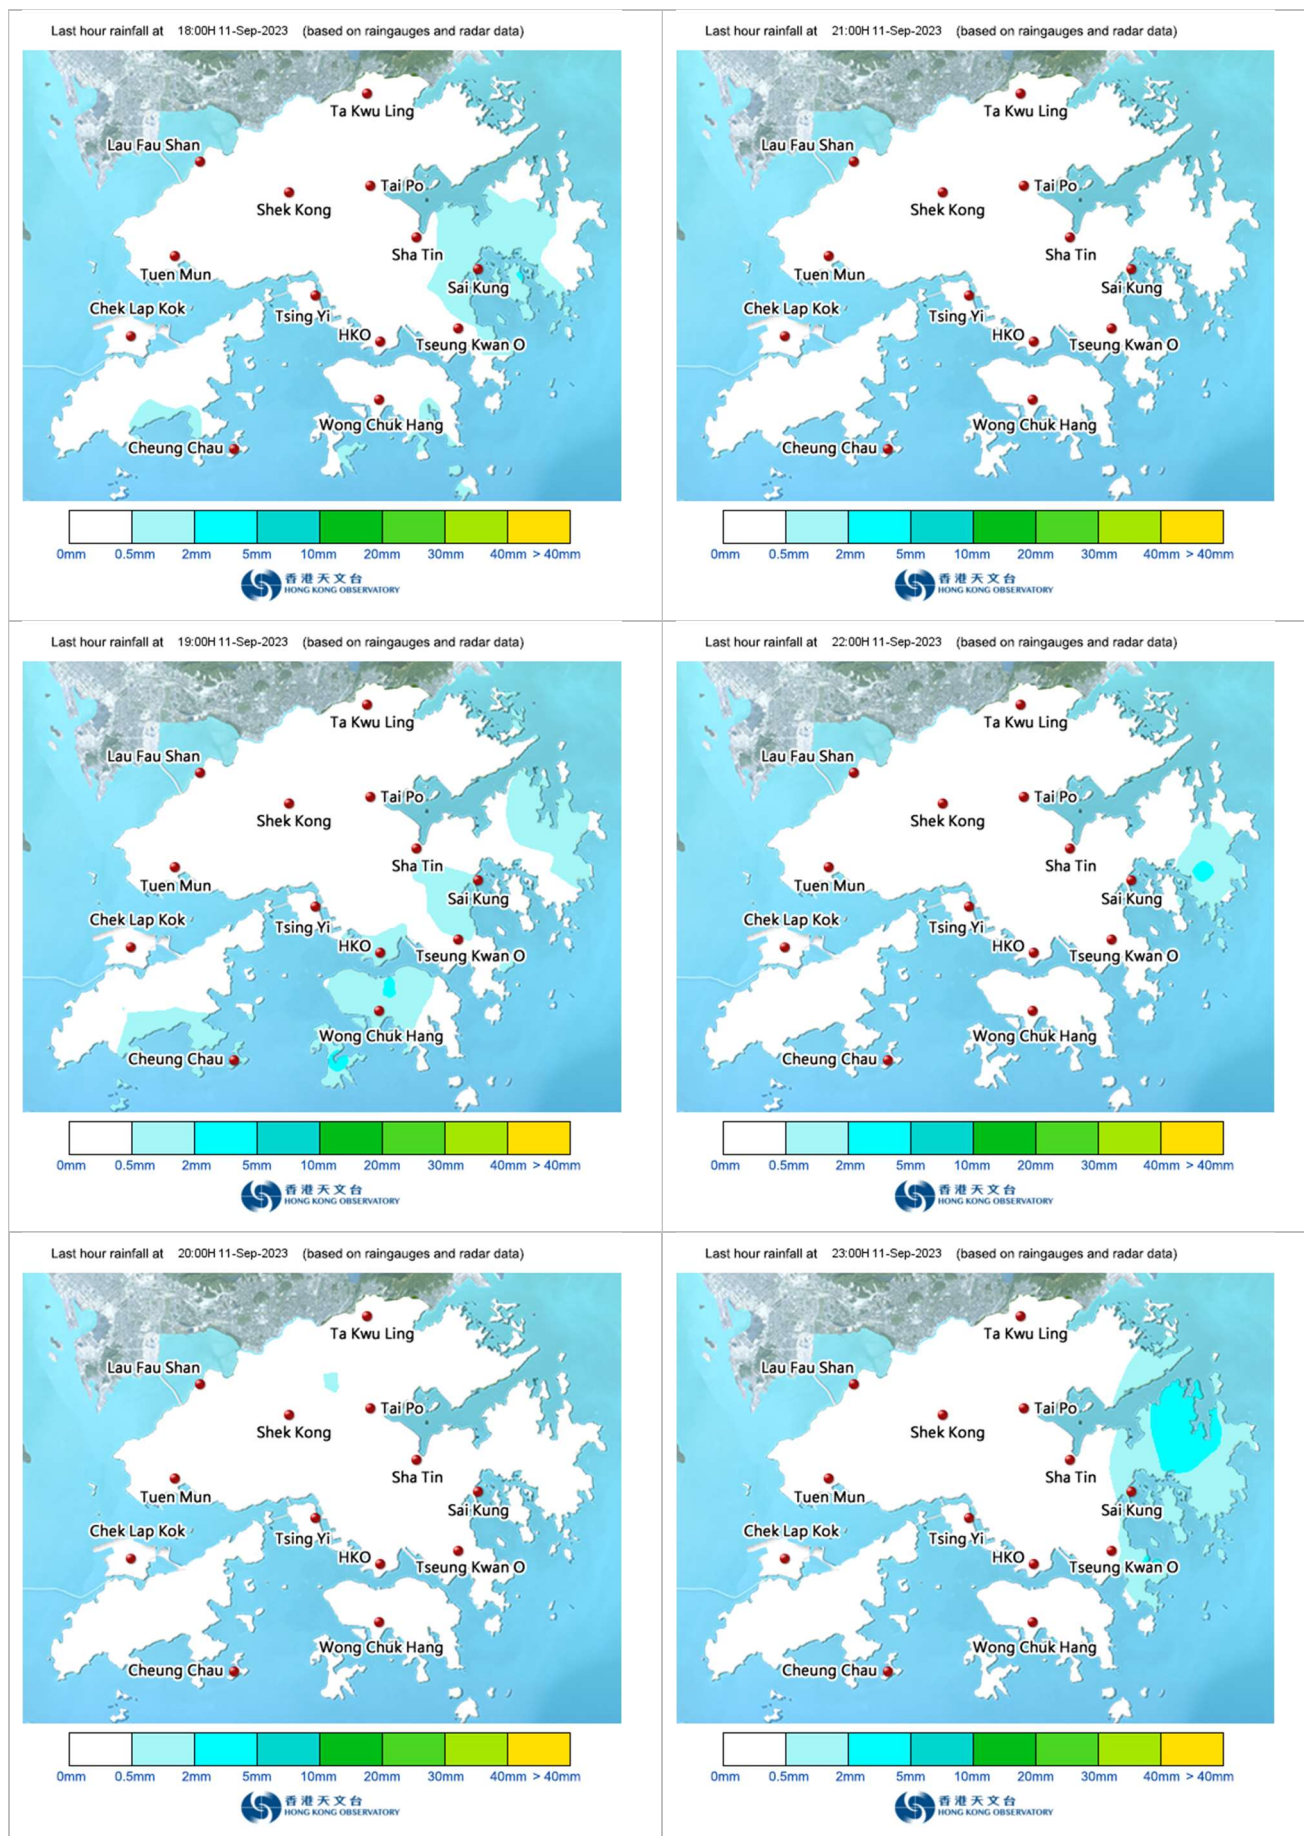 Last hour rainfall at 18:00H 11-Sep-2023 (based on raingauges and radar data)
Ta Kwu Ling
Lau Fau Shan
Tai Po
Shek Kong
Sha Tin
Tuen Mun
Sai Kung
Chek Lap Kok
Tsing Yi
HKO
Tseung Kwan O
Wong Chuk Hang
Cheung Chau
0mm 0.5mm 2mm 5mm 10mm 20mm 30mm 40mm > 40mm
香港天文台
HONG KONG OBSERVATORY
Last hour rainfall at 21:00H 11-Sep-2023 (based on raingauges and radar data)
Ta Kwu Ling
Lau Fau Shan
Tai Po
Shek Kong
Sha Tin
Tuen Mun
Sai Kung
Chek Lap Kok
Tsing Yi
HKO
Tseung Kwan O
Wong Chuk Hang
Cheung Chau
0mm 0.5mm 2mm 5mm 10mm 20mm 30mm 40mm > 40mm
香港天文台
HONG KONG OBSERVATORY
Last hour rainfall at 19:00H 11-Sep-2023 (based on raingauges and radar data)
Ta Kwu Ling
Lau Fau Shan
Tai Po
Shek Kong
Sha Tin
Tuen Mun
Sai Kung
Chek Lap Kok
Tsing Yi
HKO
Tseung Kwan O
Wong Chuk Hang
Cheung Chau
0mm 0.5mm 2mm 5mm 10mm 20mm 30mm 40mm > 40mm
香港天文台
HONG KONG OBSERVATORY
Last hour rainfall at 22:00H 11-Sep-2023 (based on raingauges and radar data)
Ta Kwu Ling
Lau Fau Shan
Tai Po
Shek Kong
Sha Tin
Tuen Mun
Sai Kung
Chek Lap Kok
Tsing Yi
HKO
Tseung Kwan O
Wong Chuk Hang
Cheung Chau
0mm 0.5mm 2mm 5mm 10mm 20mm 30mm 40mm > 40mm
香港天文台
HONG KONG OBSERVATORY
Last hour rainfall at 20:00H 11-Sep-2023 (based on raingauges and radar data)
Ta Kwu Ling
Lau Fau Shan
Tai Po
Shek Kong
Sha Tin
Tuen Mun
Sai Kung
Chek Lap Kok
Tsing Yi
HKO
Tseung Kwan O
Wong Chuk Hang
Cheung Chau
0mm 0.5mm 2mm 5mm 10mm 20mm 30mm 40mm > 40mm
香港天文台
HONG KONG OBSERVATORY
Last hour rainfall at 23:00H 11-Sep-2023 (based on raingauges and radar data)
Ta Kwu Ling
Lau Fau Shan
Tai Po
Shek Kong
Sha Tin
Tuen Mun
Sai Kung
Chek Lap Kok
Tsing Yi
HKO
Tseung Kwan O
Wong Chuk Hang
Cheung Chau
0mm 0.5mm 2mm 5mm 10mm 20mm 30mm 40mm > 40mm
香港天文台
HONG KONG OBSERVATORY